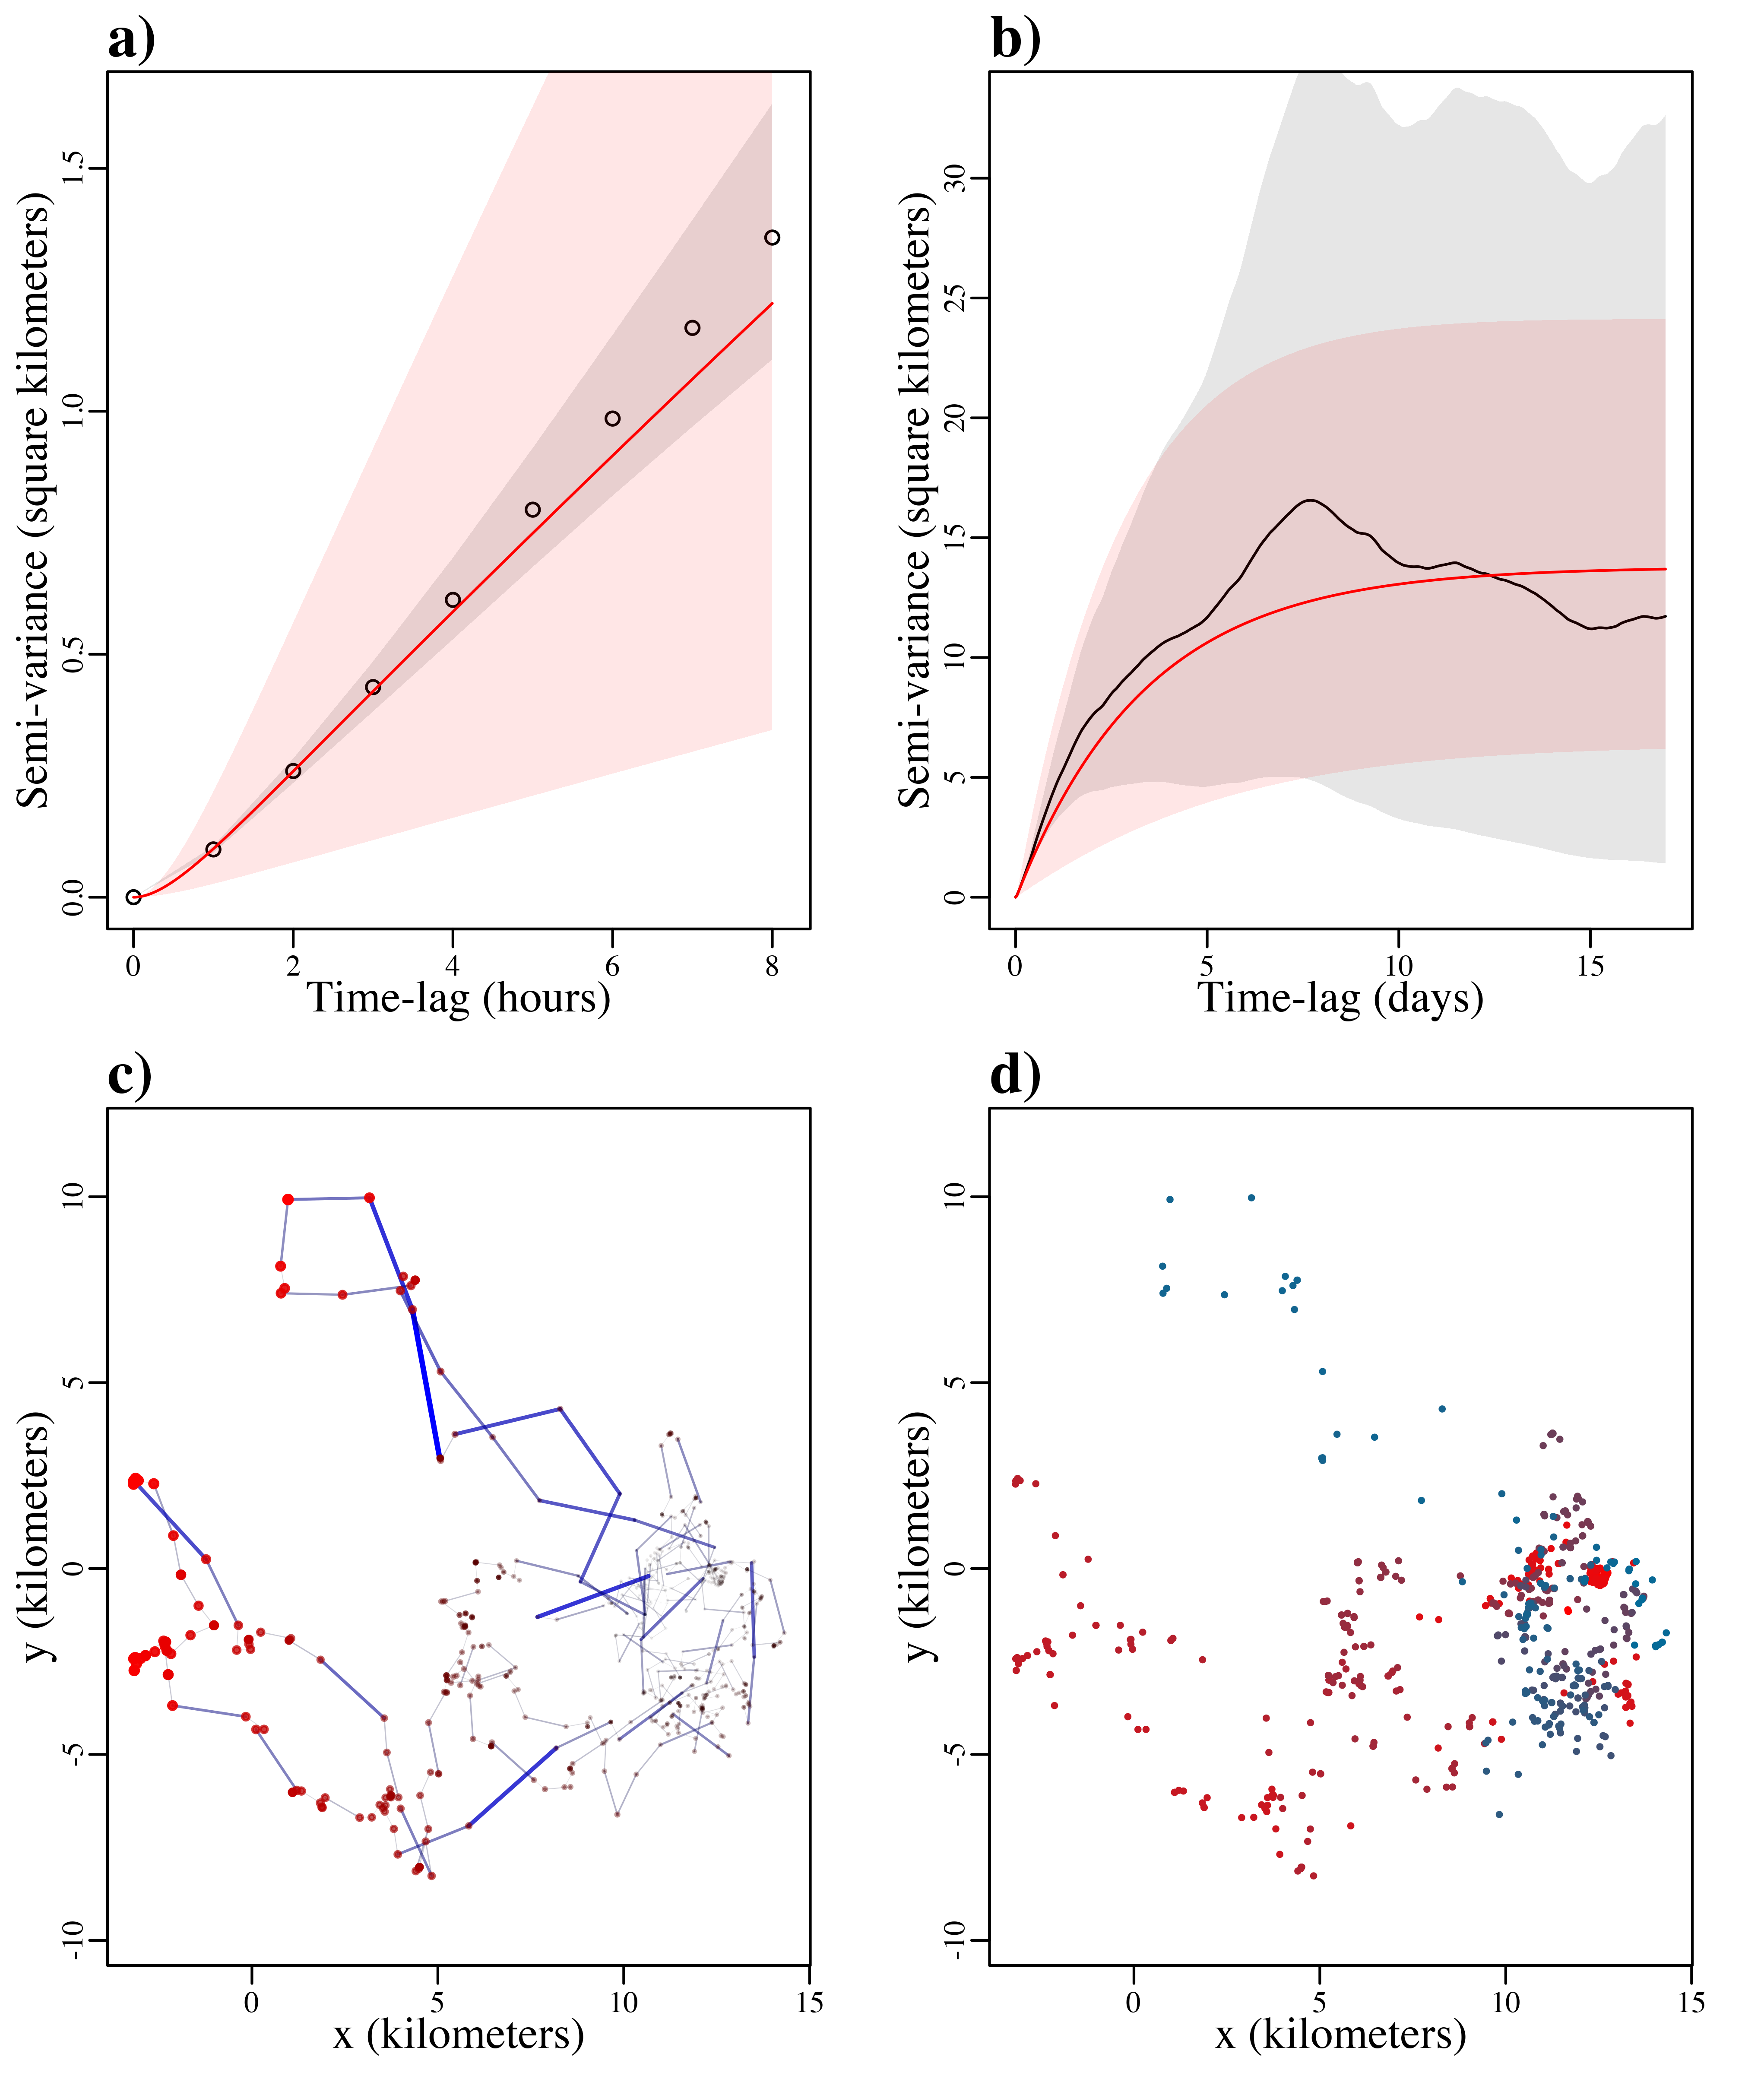 a)
Semi-variance (square kilometers)
0.0 0.5 1.0 1.5
0 2 4 6 8
Time-lag (hours)
b)
Semi-variance (square kilometers)
0 5 10 15 20 25 30
0 5 10 15
Time-lag (days)
c)
y (kilometers)
-10 -5 0 5 10
0 5 10 15
x (kilometers)
d)
y (kilometers)
-10 -5 0 5 10
0 5 10 15
x (kilometers)